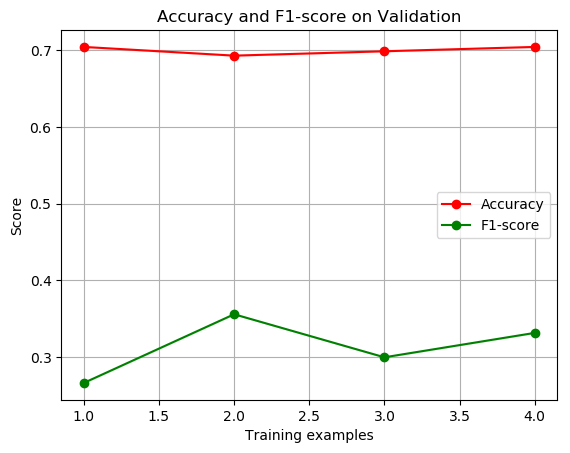 Accuracy and F1-score on Validation
0.7
0.6
0.5
0.4
0.3
Score
Accuracy
F1-score
1.0 1.5 2.0 2.5 3.0 3.5 4.0
Training examples